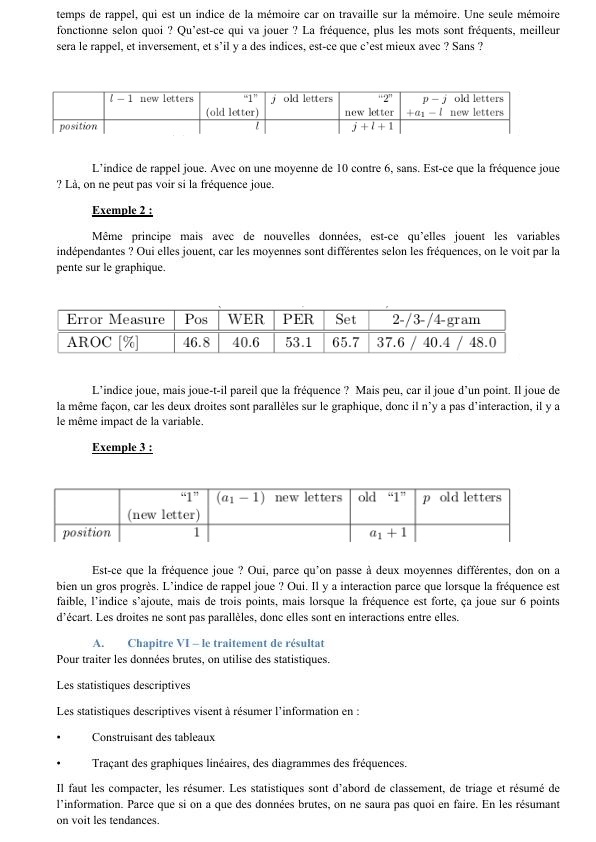 temps de rappel, qui est un indice de la mémoire car on travaille sur la mémoire. Une seule mémoire
fonctionne selon quoi ? Qu'est-ce qui va jouer ? La fréquence, plus les mots sont fréquents, meilleur
sera le rappel, et inversement, et s'il y a des indices, est-ce que c'est mieux avec ? Sans ?
l − 1 new letters “1” j old letters “2” p − j old letters
(old letter) new letter +a₁ − l new letters
position l j + l + 1
L'indice de rappel joue. Avec on une moyenne de 10 contre 6, sans. Est-ce que la fréquence joue
? Là, on ne peut pas voir si la fréquence joue.
Exemple 2 :
Même principe mais avec de nouvelles données, est-ce qu'elles jouent les variables
indépendantes ? Oui elles jouent, car les moyennes sont différentes selon les fréquences, on le voit par la
pente sur le graphique.
Error Measure Pos WER PER Set 2-/3-/4-gram
AROC [%] 46.8 40.6 53.1 65.7 37.6 / 40.4 / 48.0
L'indice joue, mais joue-t-il pareil que la fréquence ? Mais peu, car il joue d'un point. Il joue de
la même façon, car les deux droites sont parallèles sur le graphique, donc il n'y a pas d'interaction, il y a
le même impact de la variable.
Exemple 3 :
“1” (a₁ − 1) new letters old “1” p old letters
(new letter)
position 1 a₁ + 1
Est-ce que la fréquence joue ? Oui, parce qu'on passe à deux moyennes différentes, don on a
bien un gros progrès. L'indice de rappel joue ? Oui. Il y a interaction parce que lorsque la fréquence est
faible, l'indice s'ajoute, mais de trois points, mais lorsque la fréquence est forte, ça joue sur 6 points
d'écart. Les droites ne sont pas parallèles, donc elles sont en interactions entre elles.
A. Chapitre VI – le traitement de résultat
Pour traiter les données brutes, on utilise des statistiques.
Les statistiques descriptives
Les statistiques descriptives visent à résumer l'information en :
• Construisant des tableaux
• Traçant des graphiques linéaires, des diagrammes des fréquences.
Il faut les compacter, les résumer. Les statistiques sont d'abord de classement, de triage et résumé de
l'information. Parce que si on a que des données brutes, on ne saura pas quoi en faire. En les résumant
on voit les tendances.